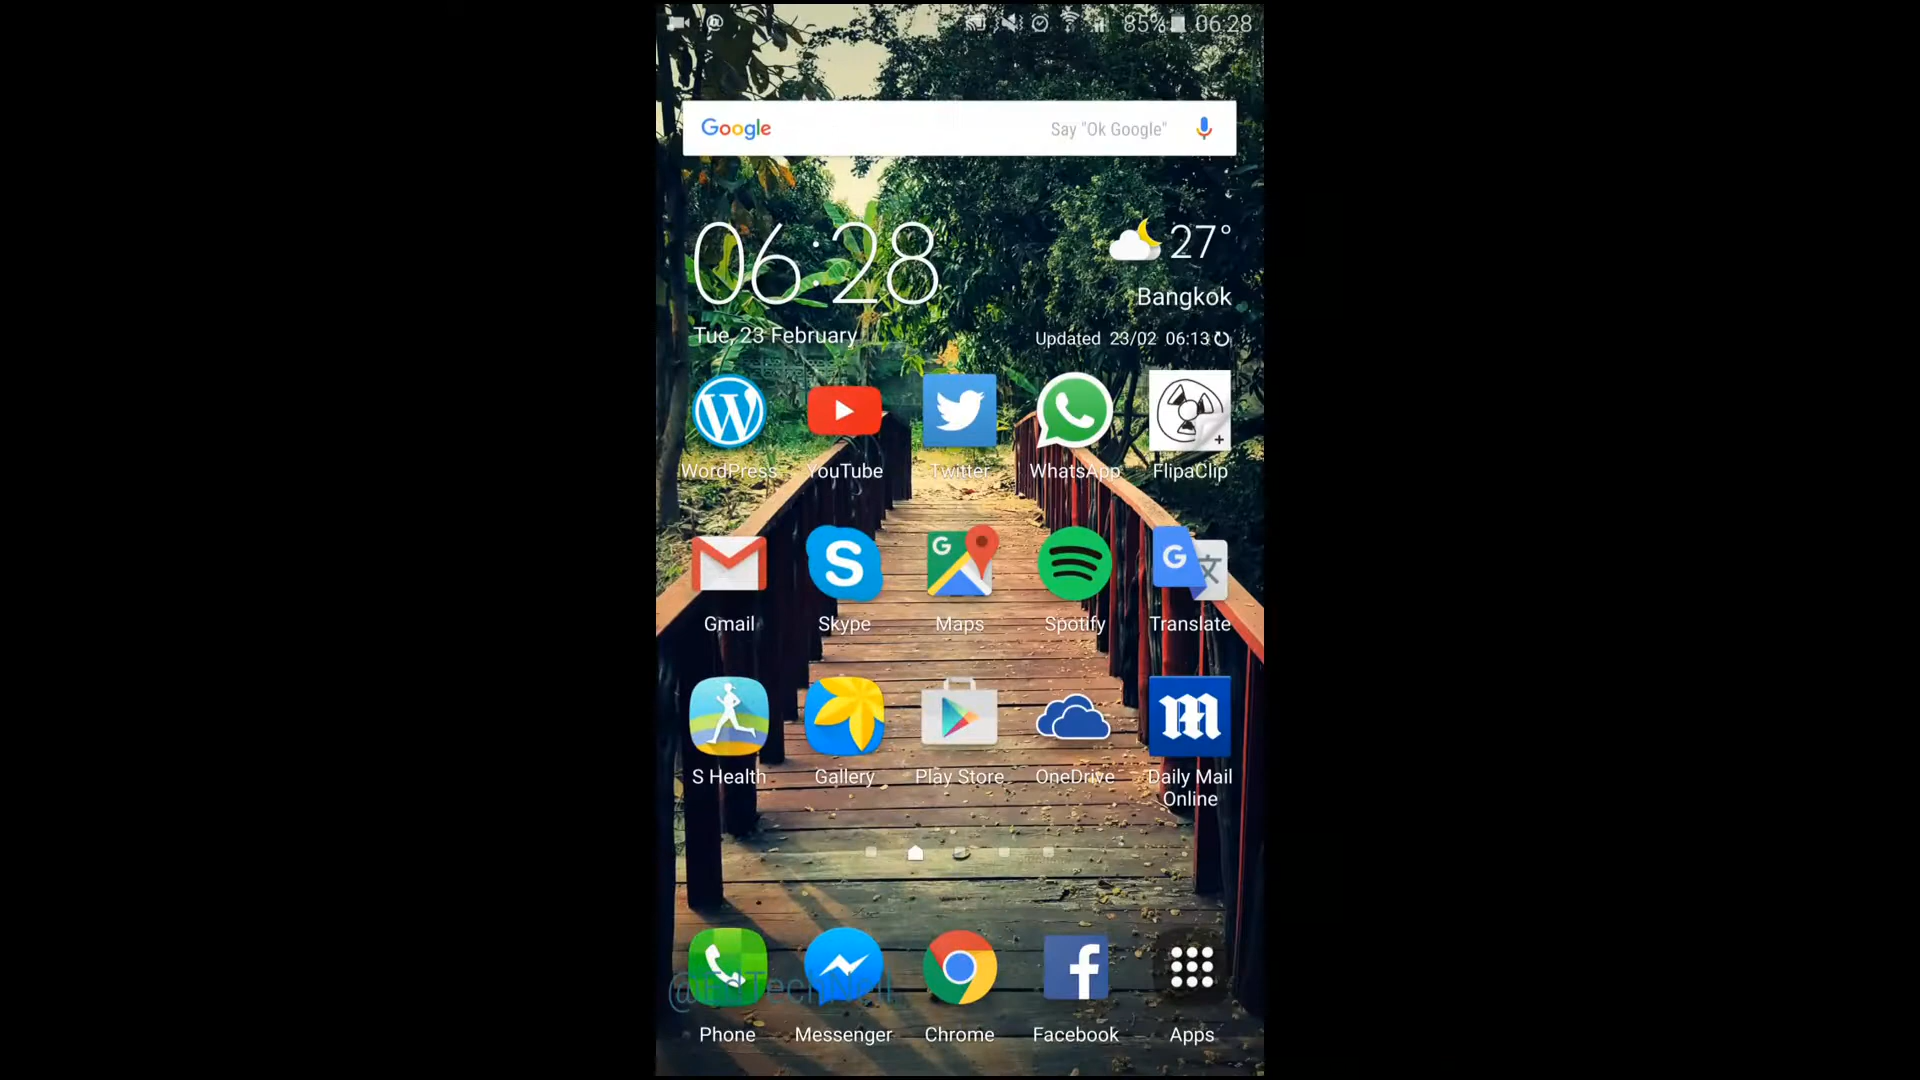 85% 06:28
Google Say "Ok Google"
06:28 27°
Bangkok
Tue, 23 February Updated 23/02 06:13
WordPress YouTube Twitter WhatsApp FlipaClip
Gmail Skype Maps Spotify Translate
S Health Gallery Play Store OneDrive Daily Mail
Online
@EdTechNeil
Phone Messenger Chrome Facebook Apps